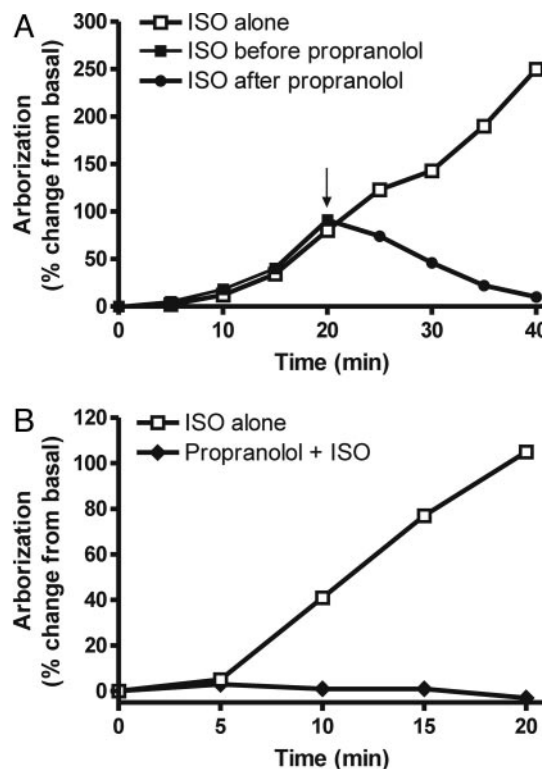 A
ISO alone
ISO before propranolol
ISO after propranolol
Arborization
(% change from basal)
300
250
200
150
100
50
0
0 10 20 30 40
Time (min)
B
ISO alone
Propranolol + ISO
Arborization
(% change from basal)
120
100
80
60
40
20
0
0 5 10 15 20
Time (min)